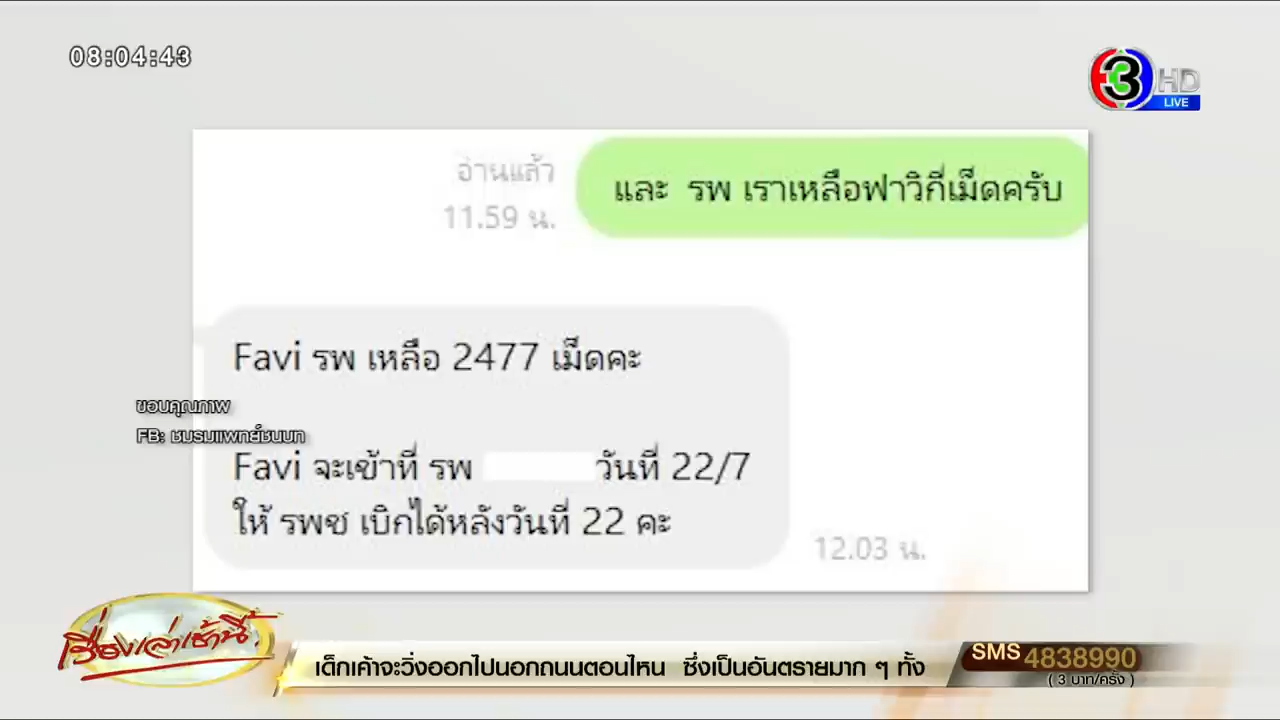 08:04:43
3 HD
LIVE
อ่านแล้ว
11.59 น.
และ รพ เราเหลือฟาวิกี่เม็ดครับ
Favi รพ เหลือ 2477 เม็ดคะ
ขอบคุณภาพ
FB: ชมรมแพทย์ชนบท
Favi จะเข้าที่ รพ วันที่ 22/7
ให้ รพช เบิกได้หลังวันที่ 22 คะ
12.03 น.
เรื่องเล่าเช้านี้
เด็กเค้าจะวิ่งออกไปนอกถนนตอนไหน ซึ่งเป็นอันตรายมาก ๆ ทั้ง
SMS 4838990
( 3 บาท/ครั้ง )